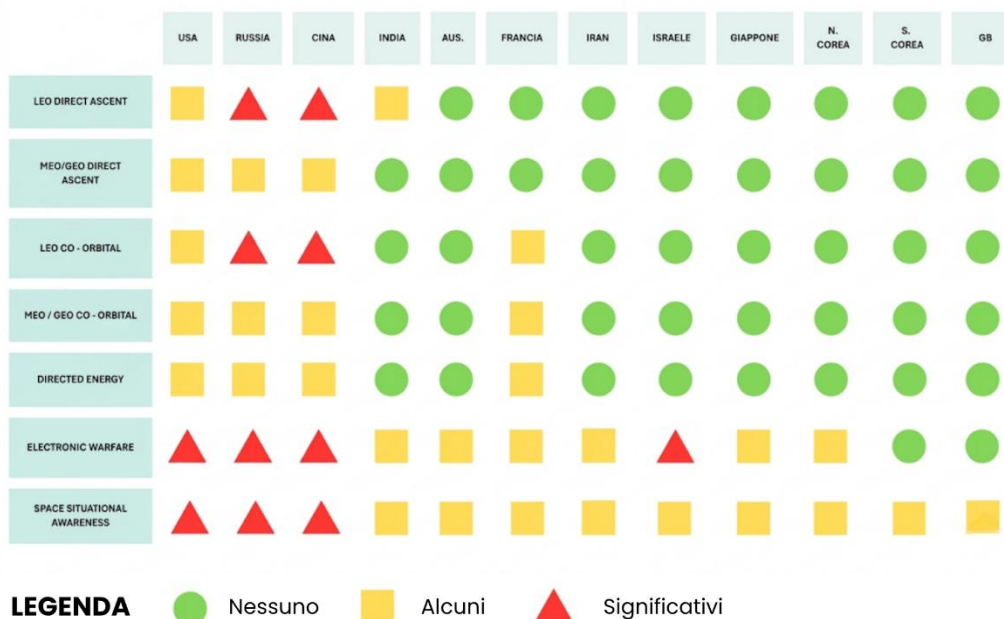 USA RUSSIA CINA INDIA AUS. FRANCIA IRAN ISRAELE GIAPPONE N. COREA S. COREA GB
LEO DIRECT ASCENT
MEO/GEO DIRECT
ASCENT
LEO CO - ORBITAL
MEO / GEO CO - ORBITAL
DIRECTED ENERGY
ELECTRONIC WARFARE
SPACE SITUATIONAL
AWARENESS
LEGENDA Nessuno Alcuni Significativi